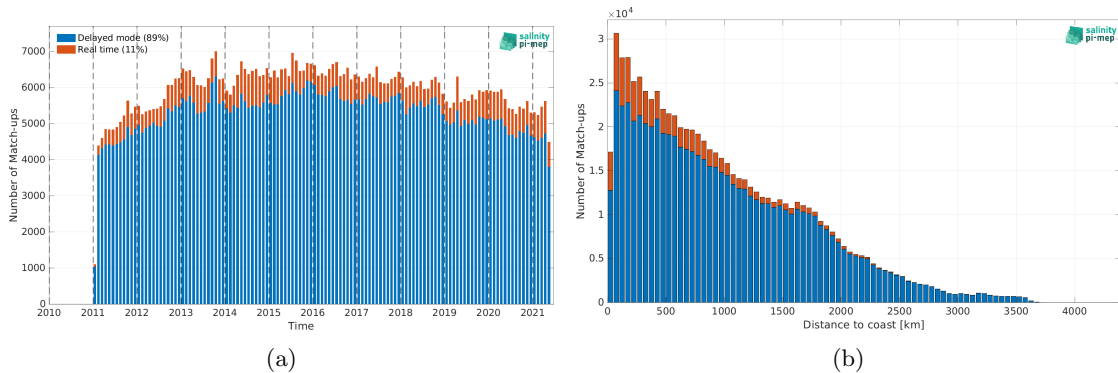 Delayed mode (89%)
Real time (11%)
salinity
pi-mep
7000
6000
5000
4000
3000
2000
1000
0
Number of Match-ups
2010 2011 2012 2013 2014 2015 2016 2017 2018 2019 2020 2021
Time
(a)
×10⁴
salinity
pi-mep
3
2.5
2
1.5
1
0.5
0
Number of Match-ups
0 500 1000 1500 2000 2500 3000 3500 4000
Distance to coast [km]
(b)